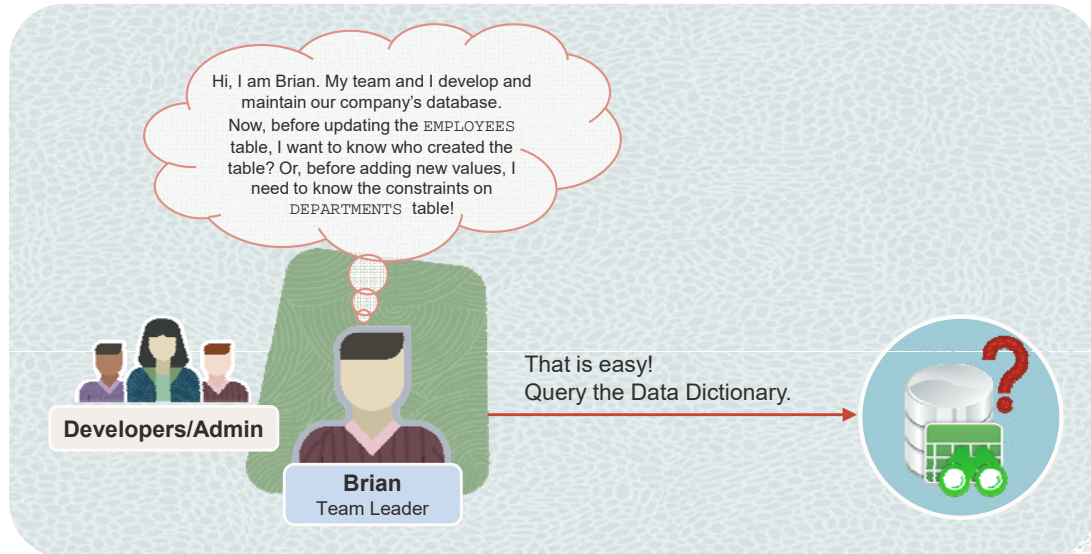 Hi, I am Brian. My team and I develop and
maintain our company's database.
Now, before updating the EMPLOYEES
table, I want to know who created the
table? Or, before adding new values, I
need to know the constraints on
DEPARTMENTS table!
That is easy!
Query the Data Dictionary.
Developers/Admin
Brian
Team Leader